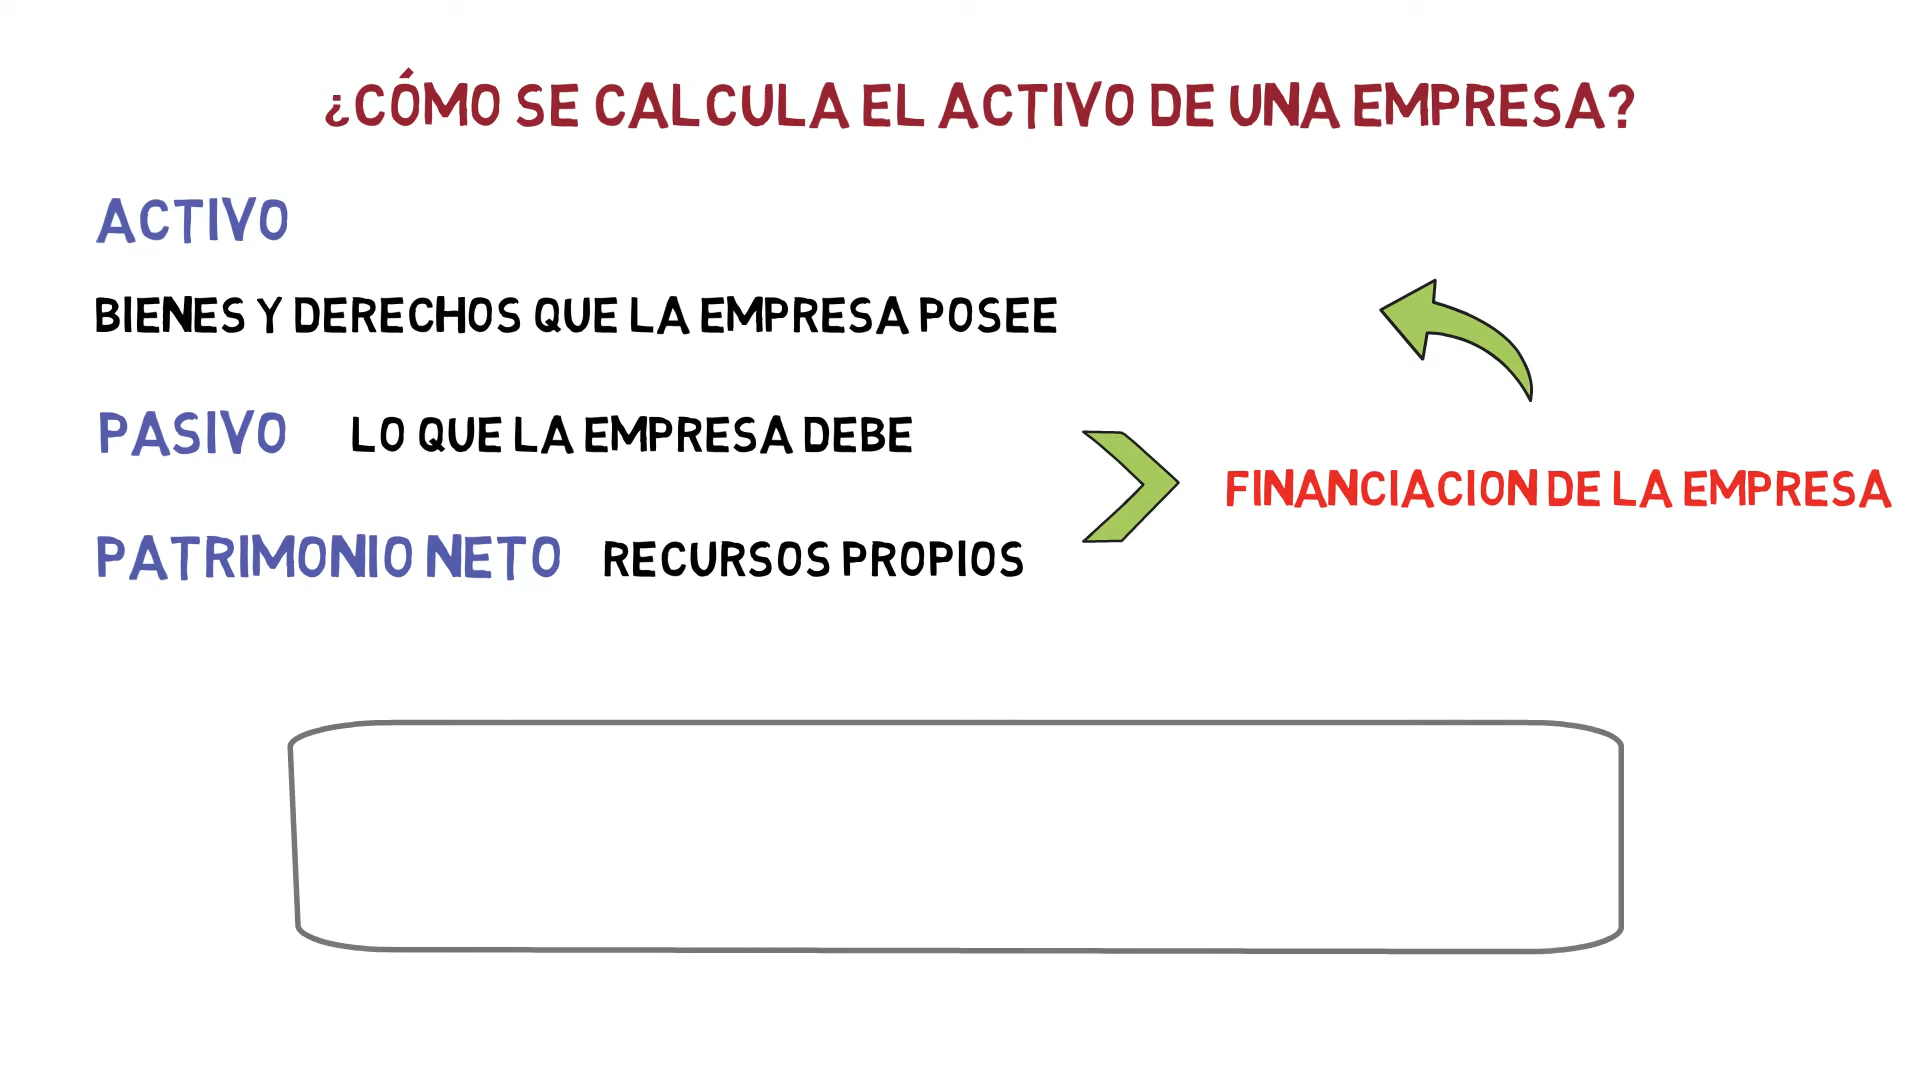 ¿CÓMO SE CALCULA EL ACTIVO DE UNA EMPRESA?
ACTIVO
BIENES Y DERECHOS QUE LA EMPRESA POSEE
PASIVO LO QUE LA EMPRESA DEBE
FINANCIACION DE LA EMPRESA
PATRIMONIO NETO RECURSOS PROPIOS